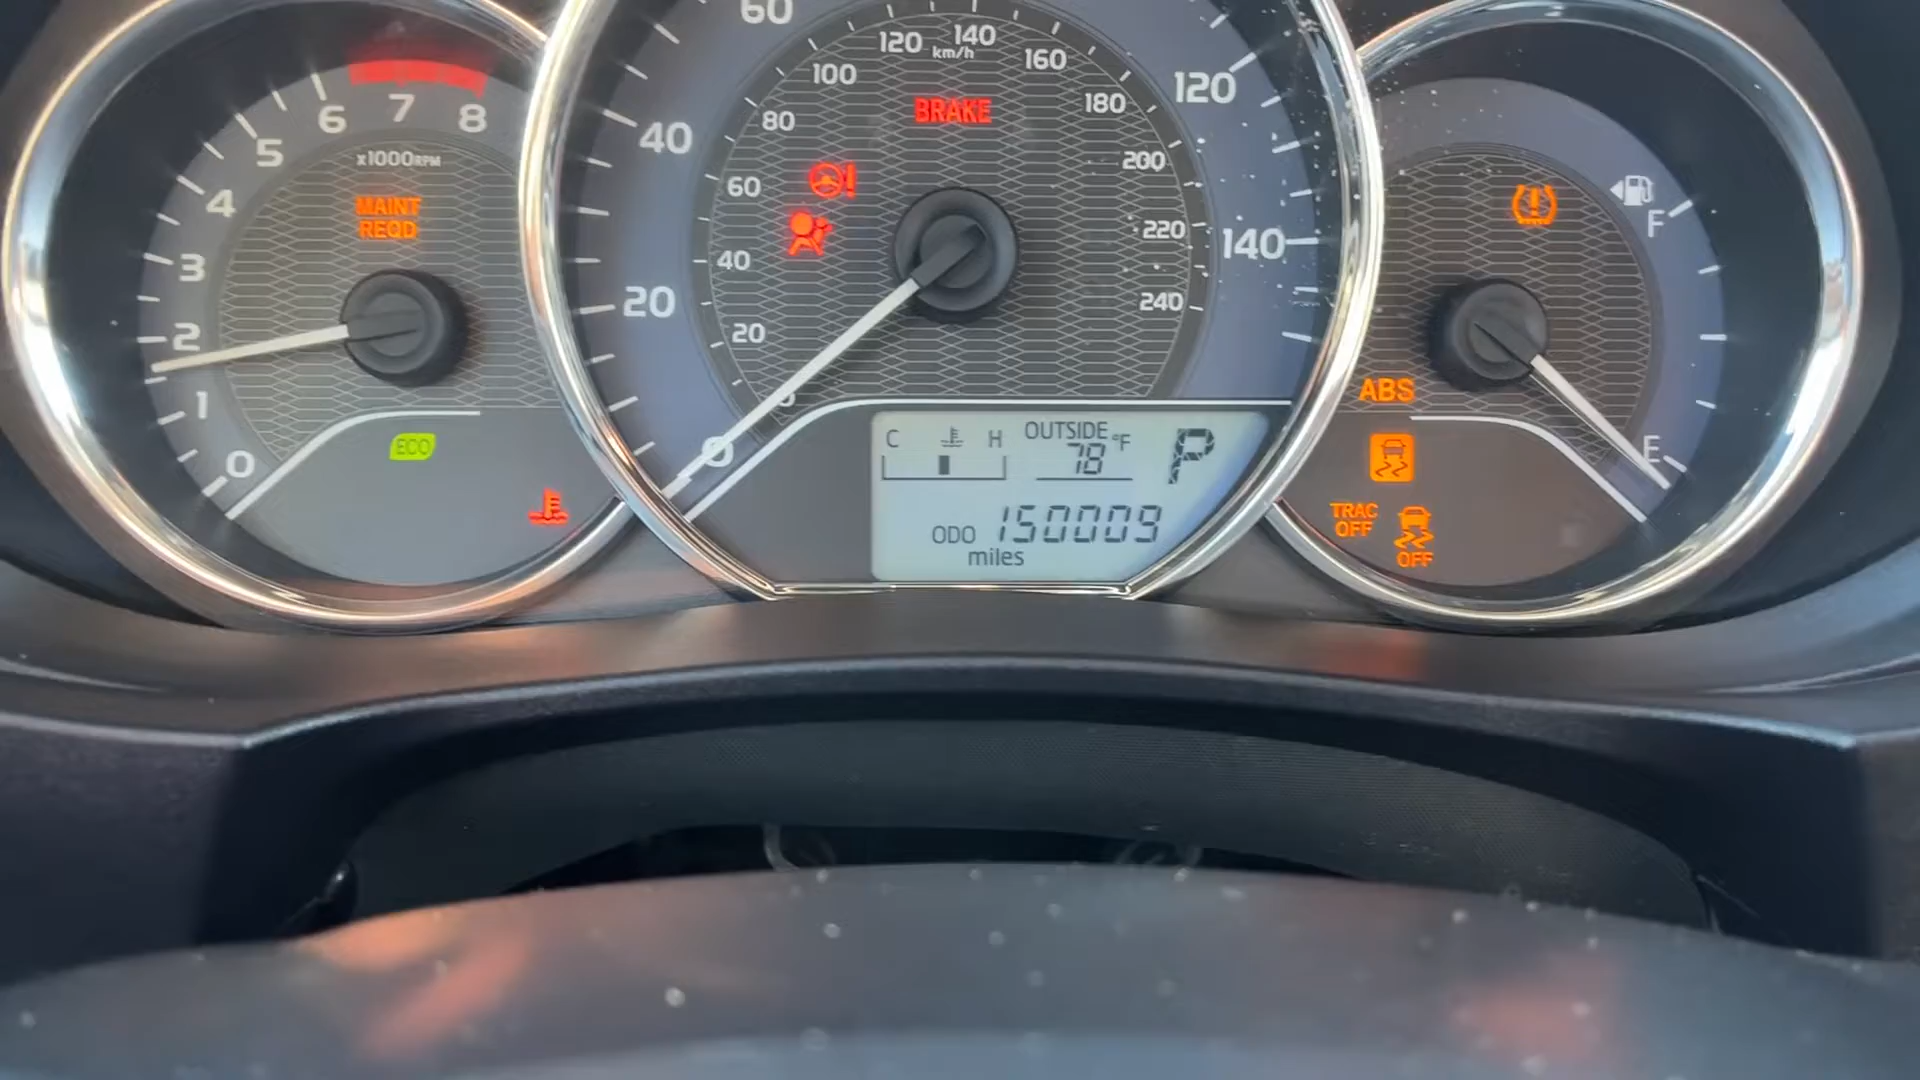 6
7
8
5
x1000RPM
4
MAINT
REQD
3
2
1
ECO
0
60
120
140
km/h
160
100
120
BRAKE
180
80
40
200
60
220
140
40
20
240
20
0
0
C
H
OUTSIDE
78°F
P
ODO 150009
miles
F
E
ABS
TRAC
OFF
OFF